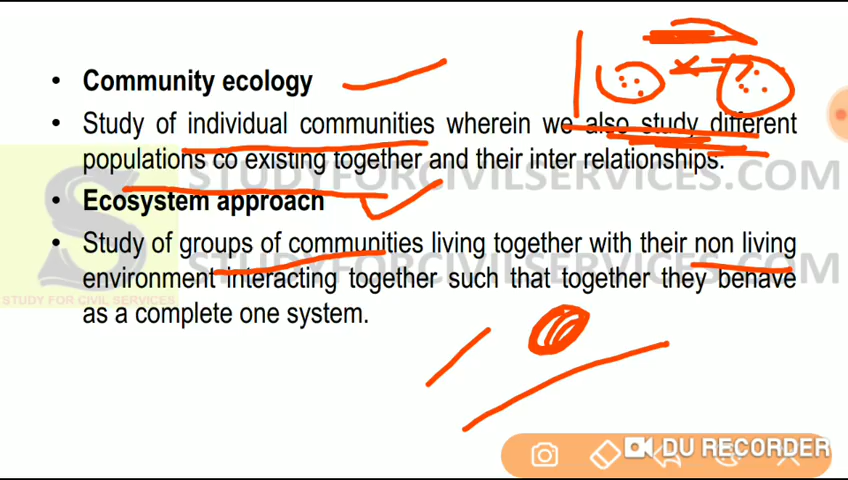 • Community ecology
• Study of individual communities wherein we also study different
populations co existing together and their inter relationships.
STUDYFORCIVILSERVICES.COM
• Ecosystem approach
• Study of groups of communities living together with their non living
STUDYFORCIVILSERVICES.COM
environment interacting together such that together they behave
STUDY FOR CIVIL SERVICES
as a complete one system.
DU RECORDER